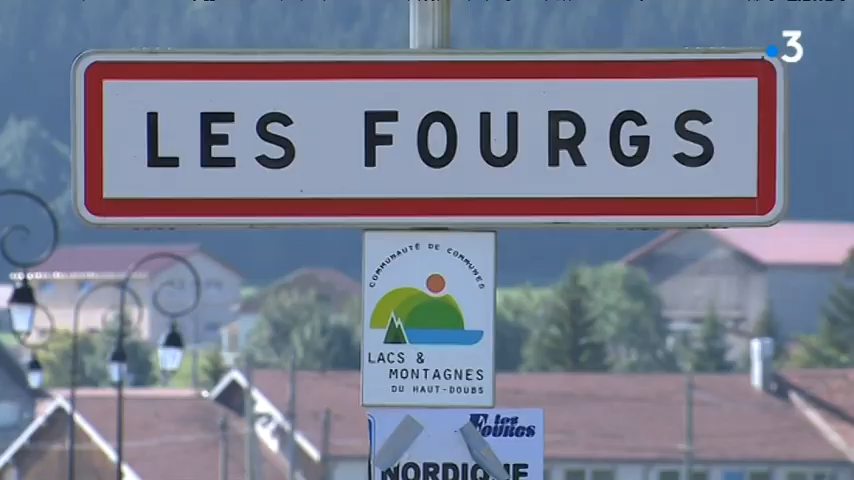 3
LES FOURGS
COMMUNAUTÉ DE COMMUNES
LACS &
MONTAGNES
DU HAUT-DOUBS
Les
FOURGS
NORDIQUE